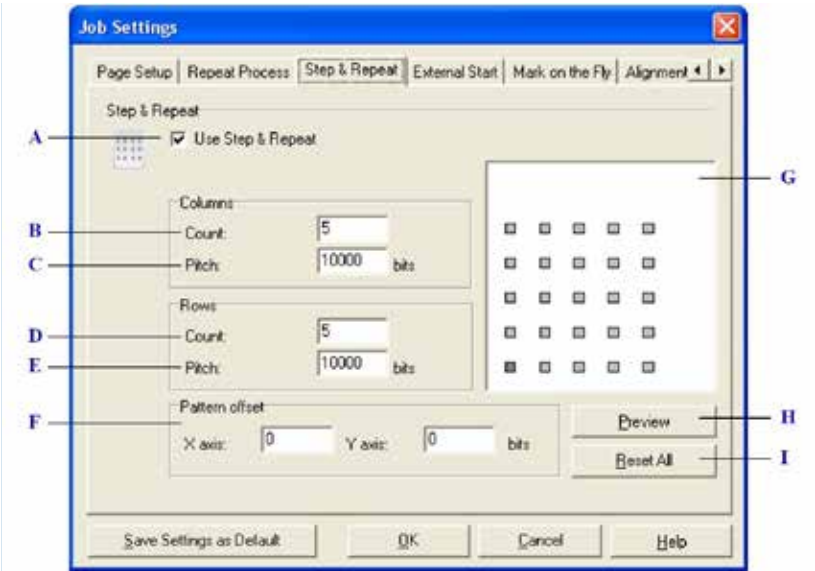 Job Settings
Page Setup Repeat Process Step & Repeat External Start Mark on the Fly Alignment
Step & Repeat
A Use Step & Repeat
G
Columns
B Count: 5
C Pitch: 10000 bits
Rows
D Count: 5
E Pitch: 10000 bits
Pattern offset
F
X axis: 0 Y axis: 0 bits
Preview H
Reset All I
Save Settings as Default OK Cancel Help